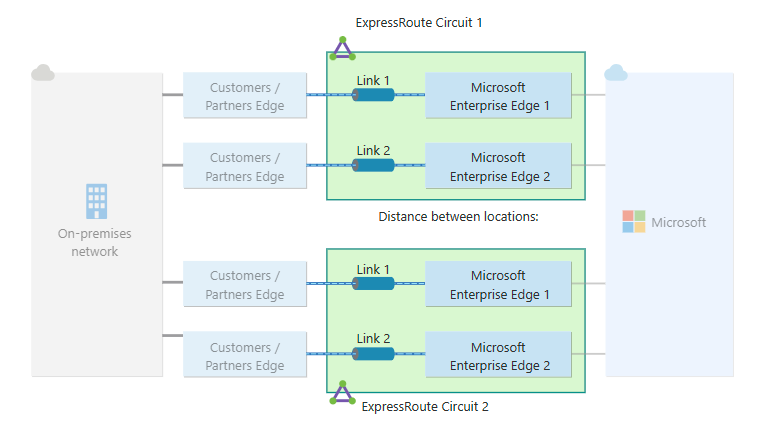 ExpressRoute Circuit 1
Customers /
Partners Edge
Link 1
Microsoft
Enterprise Edge 1
Customers /
Partners Edge
Link 2
Microsoft
Enterprise Edge 2
Distance between locations:
On-premises
network
Microsoft
Customers /
Partners Edge
Link 1
Microsoft
Enterprise Edge 1
Customers /
Partners Edge
Link 2
Microsoft
Enterprise Edge 2
ExpressRoute Circuit 2